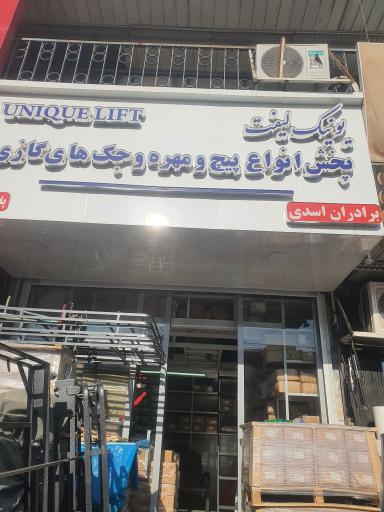 UNIQUE LIFT
یونیک لیفت
پخش انواع پیچ و مهره و جک های گازی
برادران اسدی